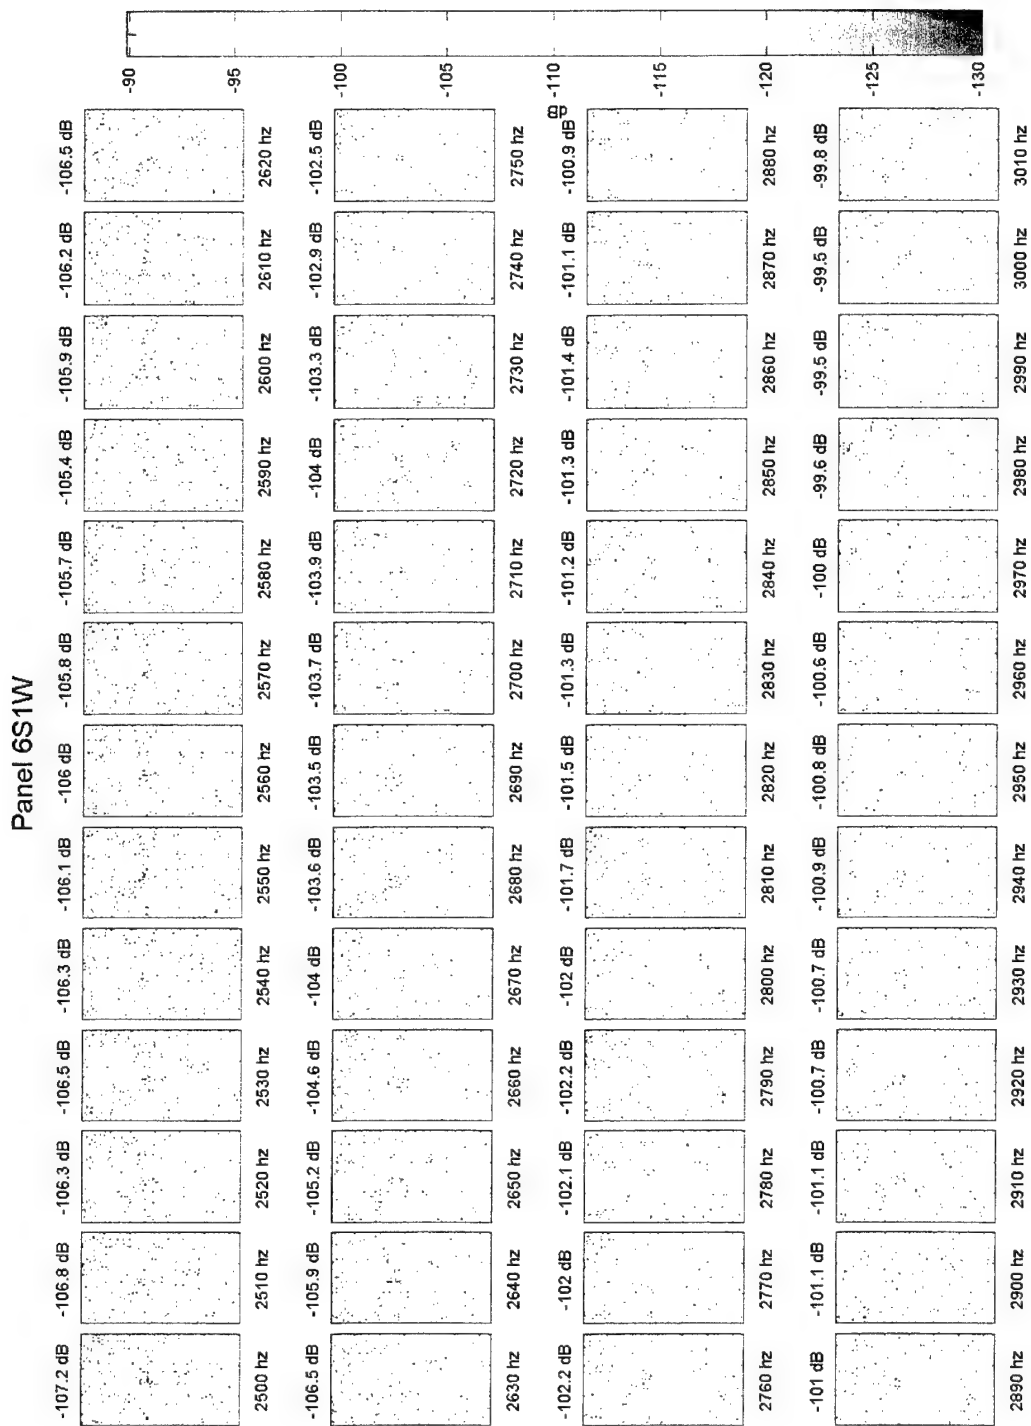 Panel 6S1W
-107.2 dB -106.8 dB -106.3 dB -106.5 dB -106.3 dB -106.1 dB -106 dB -105.8 dB -105.7 dB -105.4 dB -105.9 dB -106.2 dB -106.5 dB
2500 hz 2510 hz 2520 hz 2530 hz 2540 hz 2550 hz 2560 hz 2570 hz 2580 hz 2590 hz 2600 hz 2610 hz 2620 hz
-106.5 dB -105.9 dB -105.2 dB -104.6 dB -104 dB -103.6 dB -103.5 dB -103.7 dB -103.9 dB -104 dB -103.3 dB -102.9 dB -102.5 dB
2630 hz 2640 hz 2650 hz 2660 hz 2670 hz 2680 hz 2690 hz 2700 hz 2710 hz 2720 hz 2730 hz 2740 hz 2750 hz
-102.2 dB -102 dB -102.1 dB -102.2 dB -102 dB -101.7 dB -101.5 dB -101.3 dB -101.2 dB -101.3 dB -101.4 dB -101.1 dB -100.9 dB
2760 hz 2770 hz 2780 hz 2790 hz 2800 hz 2810 hz 2820 hz 2830 hz 2840 hz 2850 hz 2860 hz 2870 hz 2880 hz
-101 dB -101.1 dB -101.1 dB -100.7 dB -100.7 dB -100.9 dB -100.8 dB -100.6 dB -100 dB -99.6 dB -99.5 dB -99.5 dB -99.8 dB
2890 hz 2900 hz 2910 hz 2920 hz 2930 hz 2940 hz 2950 hz 2960 hz 2970 hz 2980 hz 2990 hz 3000 hz 3010 hz
-90
-95
-100
-105
-110
-115
-120
-125
-130
dB